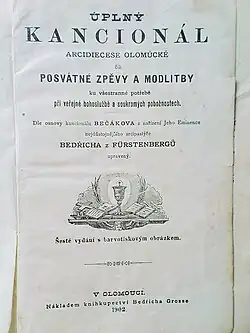 ÚPLNÝ
KANCIONÁL
ARCIDIECESE OLOMÚCKÉ
čili
POSVÁTNÉ ZPĚVY A MODLITBY
ku všestranné potřebě
při veřejné bohoslužbě a soukromých pobožnostech.
Dle osnovy kancionálu BEČÁKOVA z nařízení Jeho Eminence
nejdůstojnějšího arcipastýře
BEDŘICHA z FÜRSTENBERGŮ
upravený.
Šesté vydání s barvotiskovým obrázkem.
V OLOMOUCI.
Nákladem knihkupectví Bedřicha Grosse
1902.